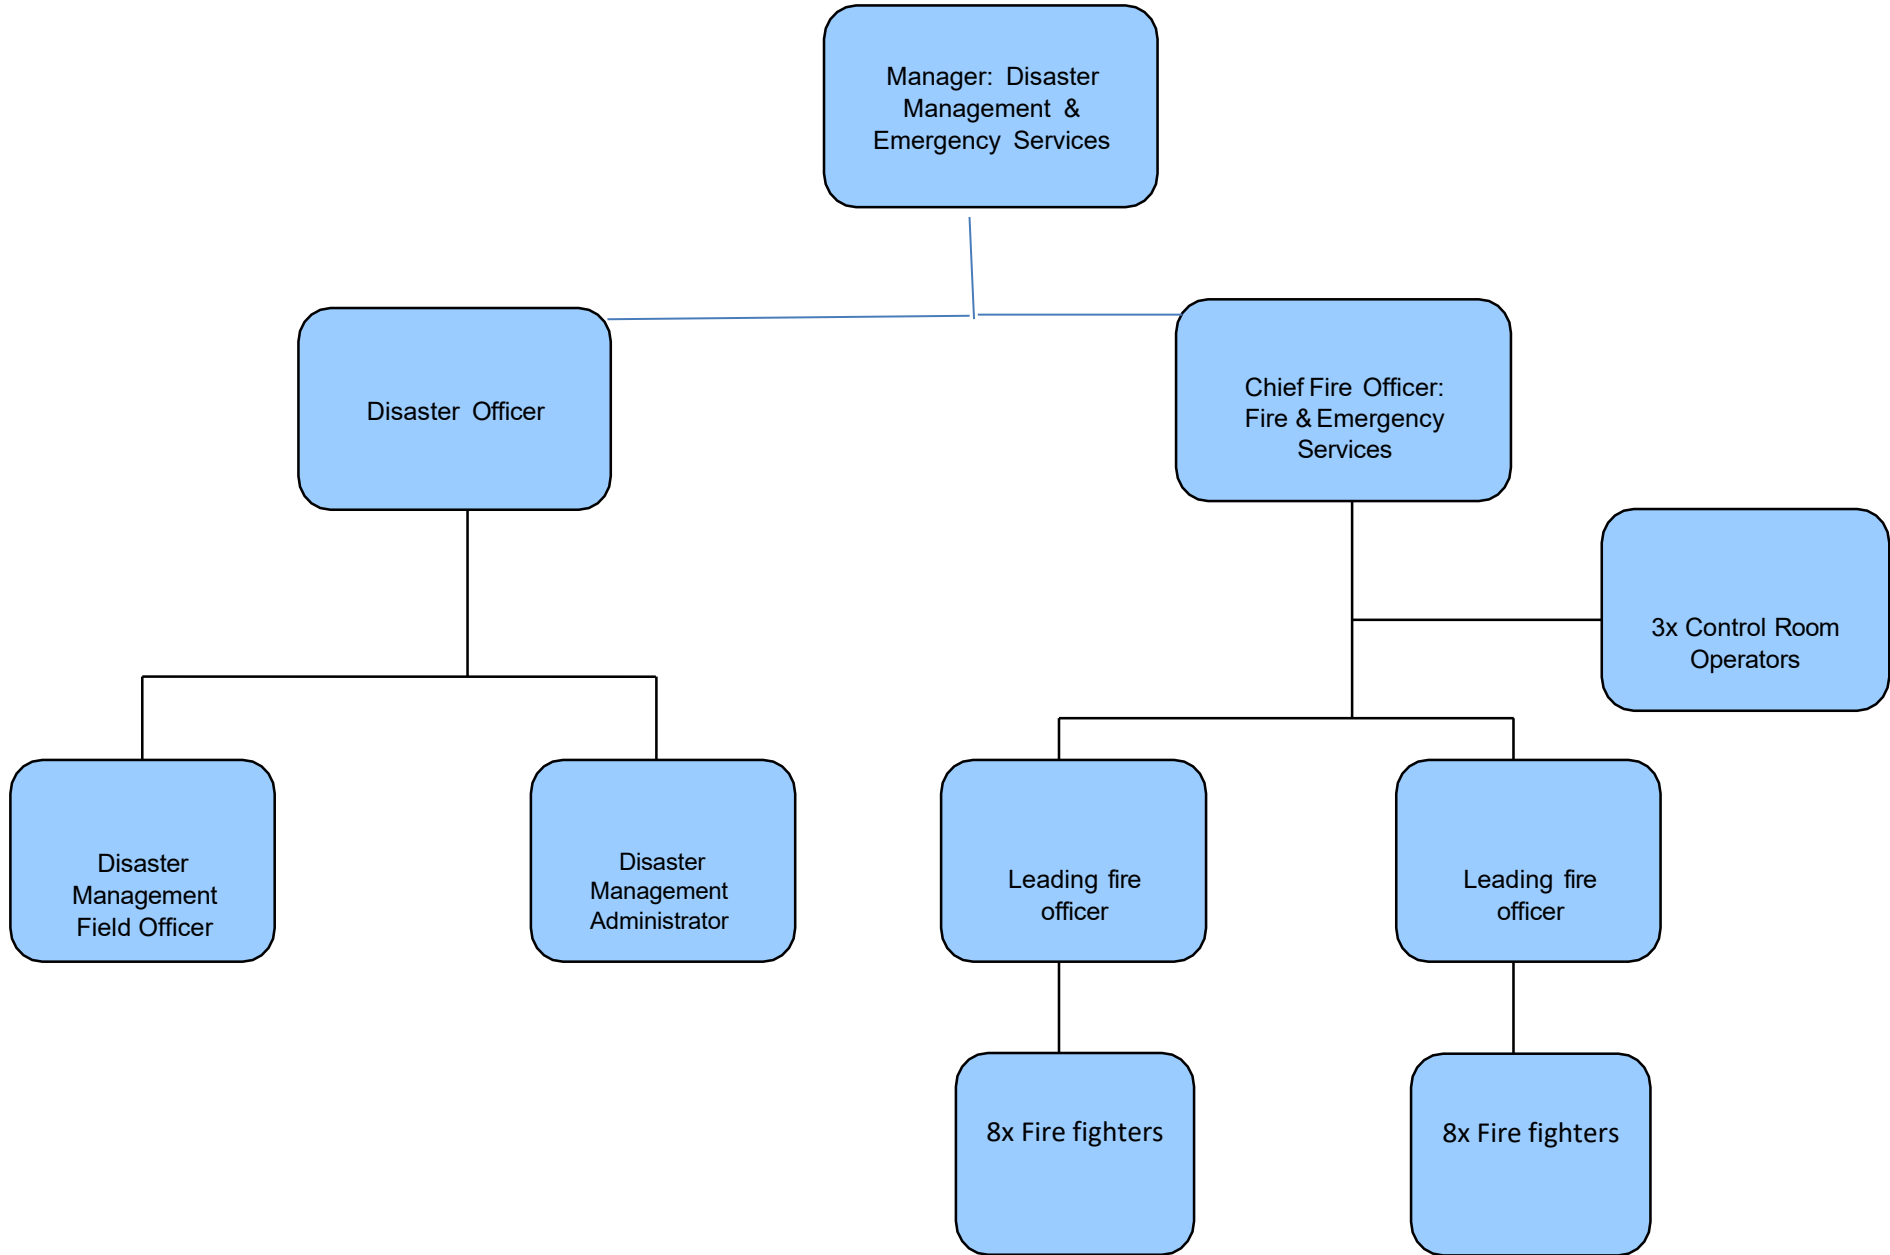 Manager: Disaster
Management &
Emergency Services
Disaster Officer
Chief Fire Officer:
Fire & Emergency
Services
3x Control Room
Operators
Disaster
Management
Field Officer
Disaster
Management
Administrator
Leading fire
officer
Leading fire
officer
8x Fire fighters
8x Fire fighters